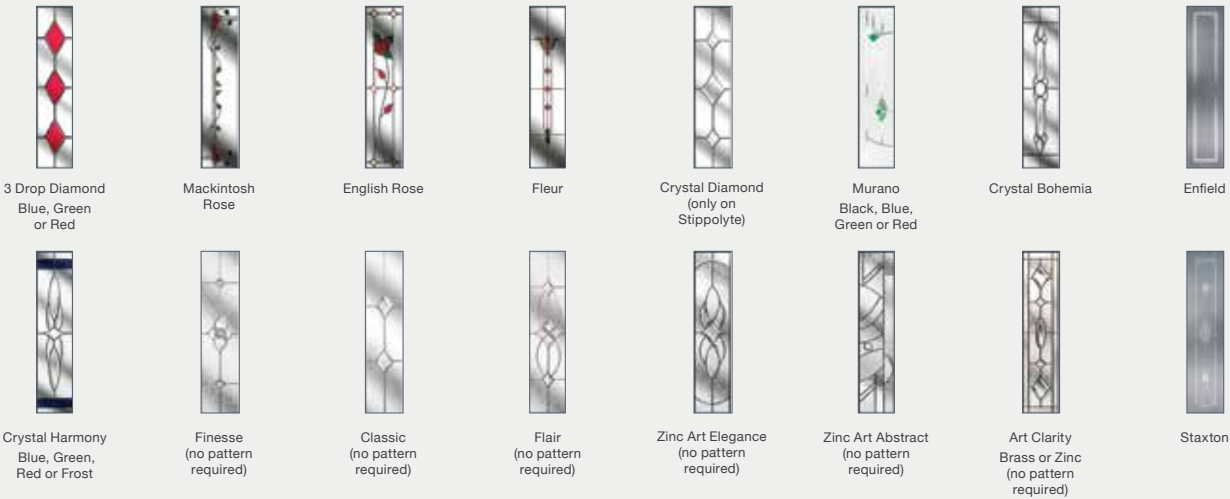 3 Drop Diamond
Blue, Green
or Red
Mackintosh
Rose
English Rose
Fleur
Crystal Diamond
(only on
Stippolyte)
Murano
Black, Blue,
Green or Red
Crystal Bohemia
Enfield
Crystal Harmony
Blue, Green,
Red or Frost
Finesse
(no pattern
required)
Classic
(no pattern
required)
Flair
(no pattern
required)
Zinc Art Elegance
(no pattern
required)
Zinc Art Abstract
(no pattern
required)
Art Clarity
Brass or Zinc
(no pattern
required)
Staxton